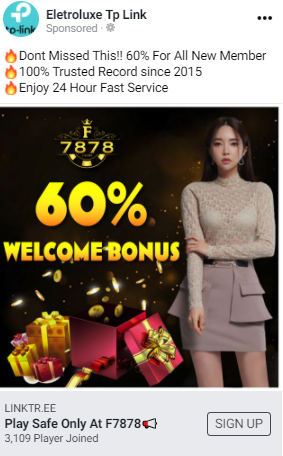 Eletroluxe Tp Link
Sponsored ·
tp-link
🔥Dont Missed This!! 60% For All New Member
🔥100% Trusted Record since 2015
🔥Enjoy 24 Hour Fast Service
F
7878
60%
WELCOME BONUS
LINKTR.EE
Play Safe Only At F7878📢
SIGN UP
3,109 Player Joined